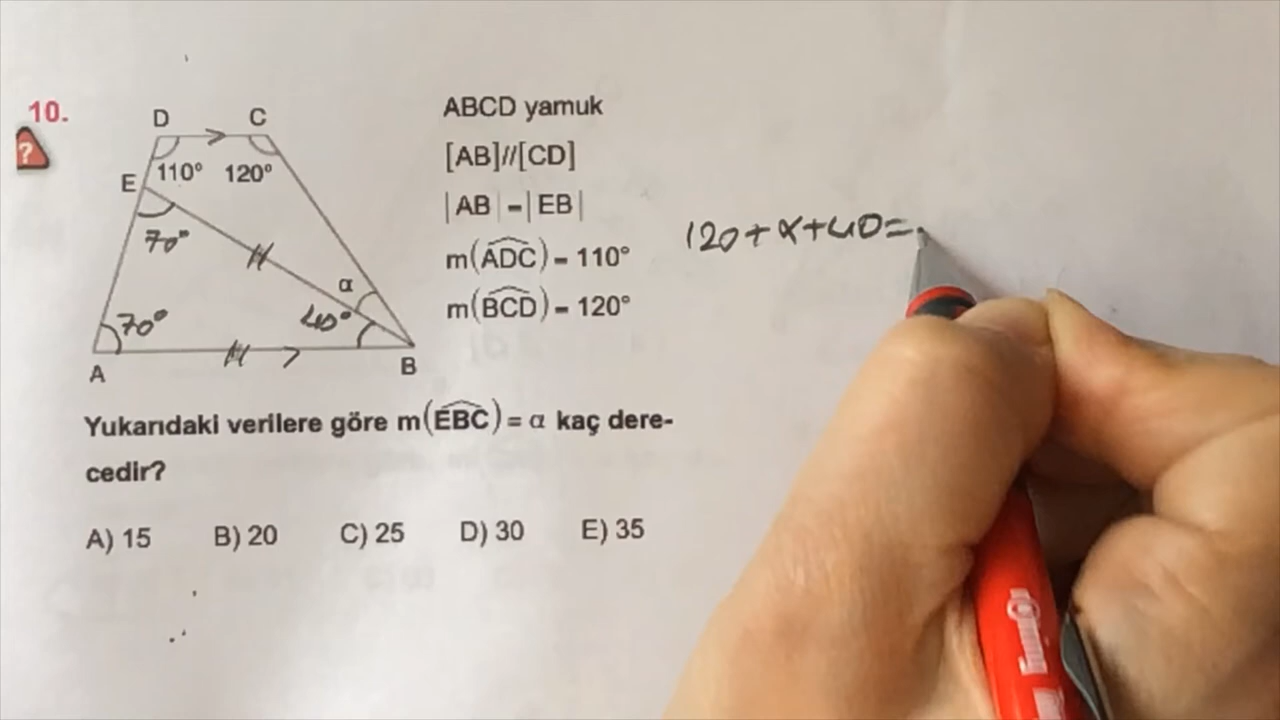 10.
?
D C
110° 120°
E
70°
α
70° 40°
A B
ABCD yamuk
[AB]//[CD]
|AB| = |EB|
m(ADC) = 110°
m(BCD) = 120°
120+α+40=
Yukarıdaki verilere göre m(EBC) = α kaç dere-
cedir?
A) 15 B) 20 C) 25 D) 30 E) 35